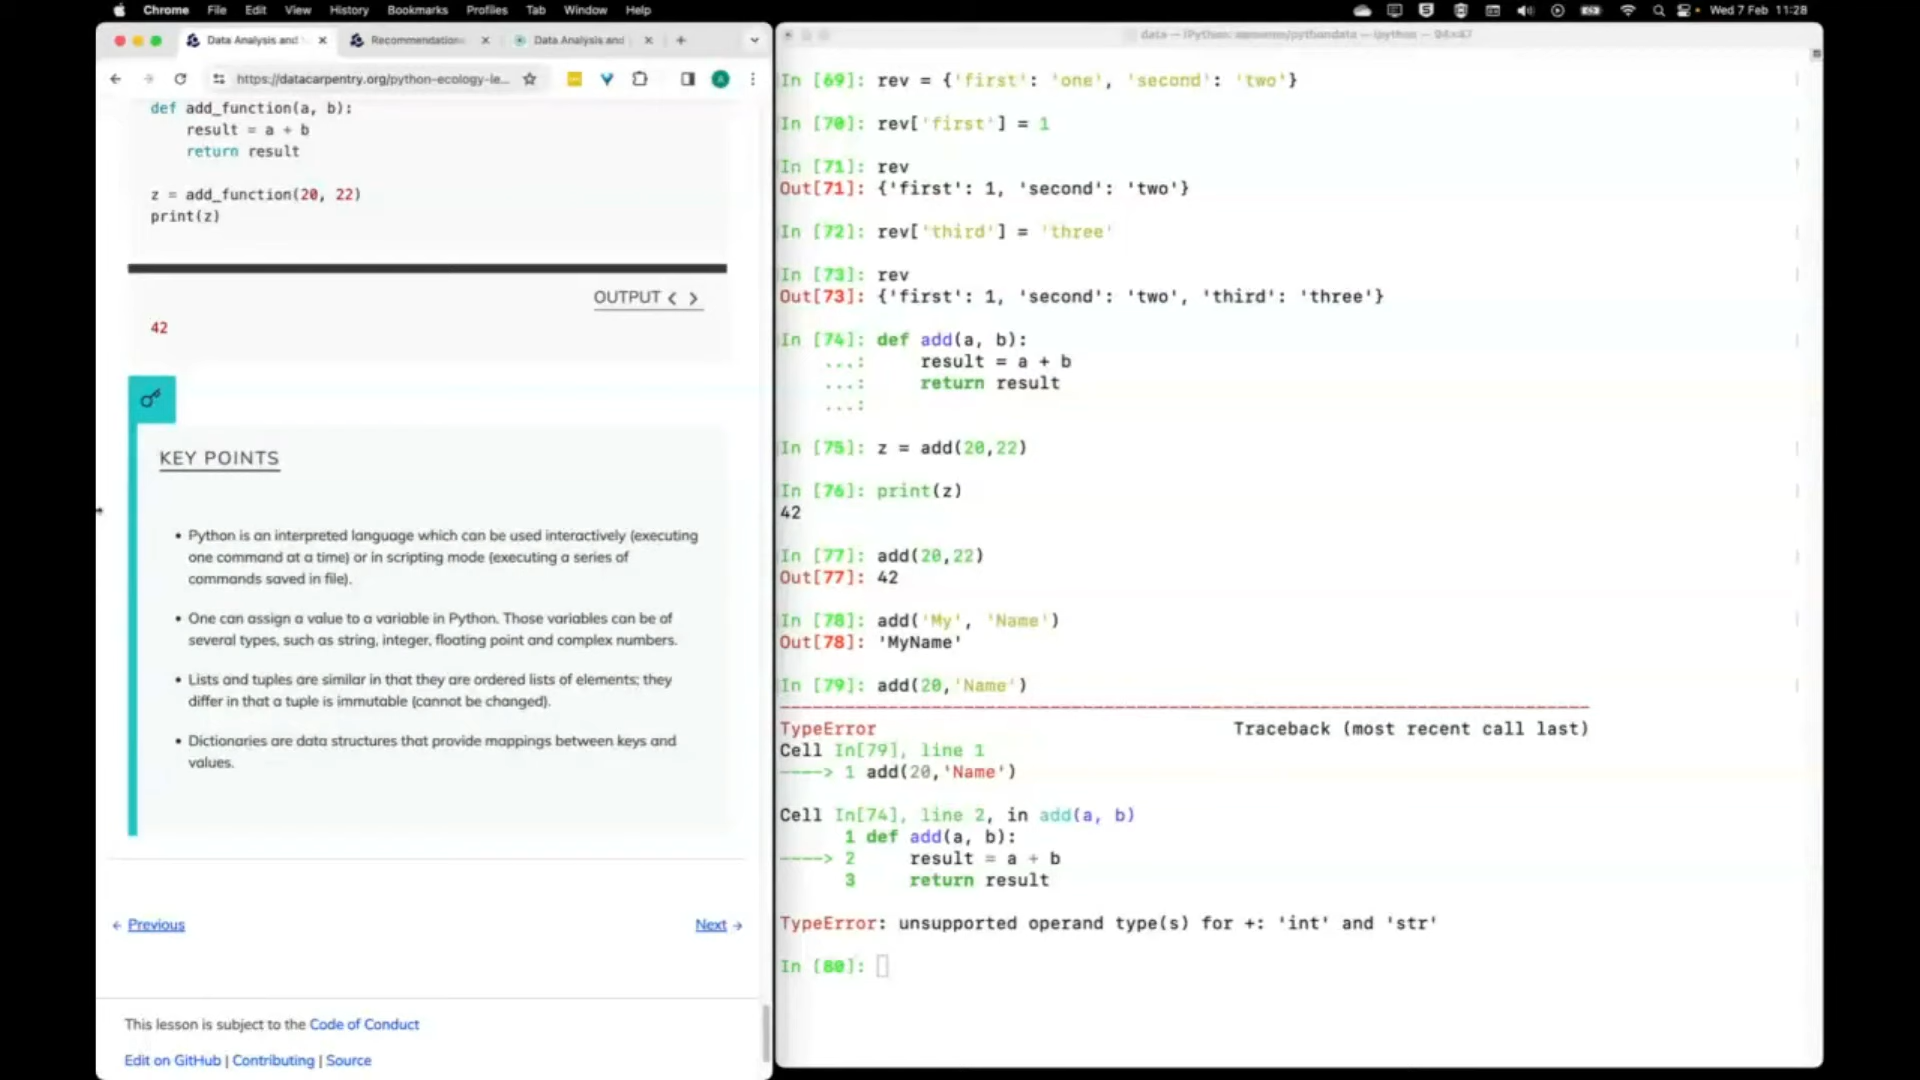 Chrome File Edit View History Bookmarks Profiles Tab Window Help
Wed 7 Feb 11:28
Data Analysis and
Recommendation
Data Analysis and
https://datacarpentry.org/python-ecology-le...
def add_function(a, b):
result = a + b
return result
z = add_function(20, 22)
print(z)
OUTPUT < >
42
KEY POINTS
• Python is an interpreted language which can be used interactively (executing
one command at a time) or in scripting mode (executing a series of
commands saved in file).
• One can assign a value to a variable in Python. Those variables can be of
several types, such as string, integer, floating point and complex numbers.
• Lists and tuples are similar in that they are ordered lists of elements; they
differ in that a tuple is immutable (cannot be changed).
• Dictionaries are data structures that provide mappings between keys and
values.
← Previous
Next →
This lesson is subject to the Code of Conduct
Edit on GitHub | Contributing | Source
In [69]: rev = {'first': 'one', 'second': 'two'}
In [70]: rev['first'] = 1
In [71]: rev
Out[71]: {'first': 1, 'second': 'two'}
In [72]: rev['third'] = 'three'
In [73]: rev
Out[73]: {'first': 1, 'second': 'two', 'third': 'three'}
In [74]: def add(a, b):
...: result = a + b
...: return result
...:
In [75]: z = add(20,22)
In [76]: print(z)
42
In [77]: add(20,22)
Out[77]: 42
In [78]: add('My', 'Name')
Out[78]: 'MyName'
In [79]: add(20,'Name')
TypeError Traceback (most recent call last)
Cell In[79], line 1
----> 1 add(20,'Name')
Cell In[74], line 2, in add(a, b)
1 def add(a, b):
----> 2 result = a + b
3 return result
TypeError: unsupported operand type(s) for +: 'int' and 'str'
In [80]: